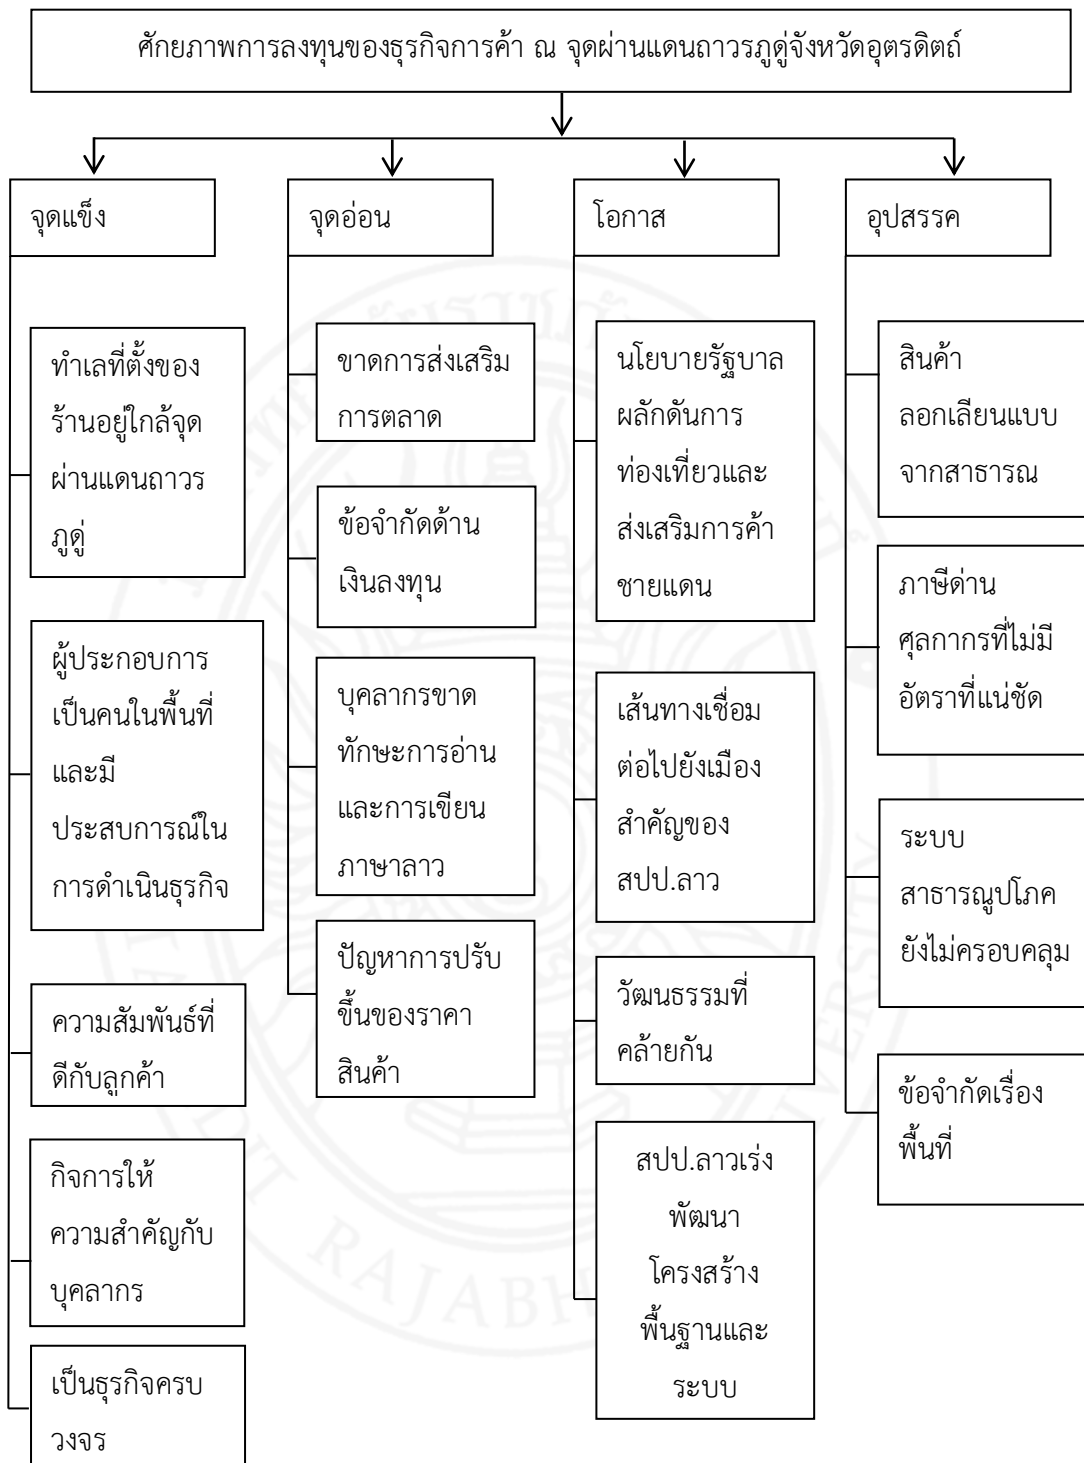 ศักยภาพการลงทุนของธุรกิจการค้า ณ จุดผ่านแดนถาวรภูดู่จังหวัดอุตรดิตถ์
จุดแข็ง
ทำเลที่ตั้งของ
ร้านอยู่ใกล้จุด
ผ่านแดนถาวร
ภูดู่
ผู้ประกอบการ
เป็นคนในพื้นที่
และมี
ประสบการณ์ใน
การดำเนินธุรกิจ
ความสัมพันธ์ที่
ดีกับลูกค้า
กิจการให้
ความสำคัญกับ
บุคลากร
เป็นธุรกิจครบ
วงจร
จุดอ่อน
ขาดการส่งเสริม
การตลาด
ข้อจำกัดด้าน
เงินลงทุน
บุคลากรขาด
ทักษะการอ่าน
และการเขียน
ภาษาลาว
ปัญหาการปรับ
ขึ้นของราคา
สินค้า
โอกาส
นโยบายรัฐบาล
ผลักดันการ
ท่องเที่ยวและ
ส่งเสริมการค้า
ชายแดน
เส้นทางเชื่อม
ต่อไปยังเมือง
สำคัญของ
สปป.ลาว
วัฒนธรรมที่
คล้ายกัน
สปป.ลาวเร่ง
พัฒนา
โครงสร้าง
พื้นฐานและ
ระบบ
อุปสรรค
สินค้า
ลอกเลียนแบบ
จากสาธารณ
ภาษีด่าน
ศุลกากรที่ไม่มี
อัตราที่แน่ชัด
ระบบ
สาธารณูปโภค
ยังไม่ครอบคลุม
ข้อจำกัดเรื่อง
พื้นที่